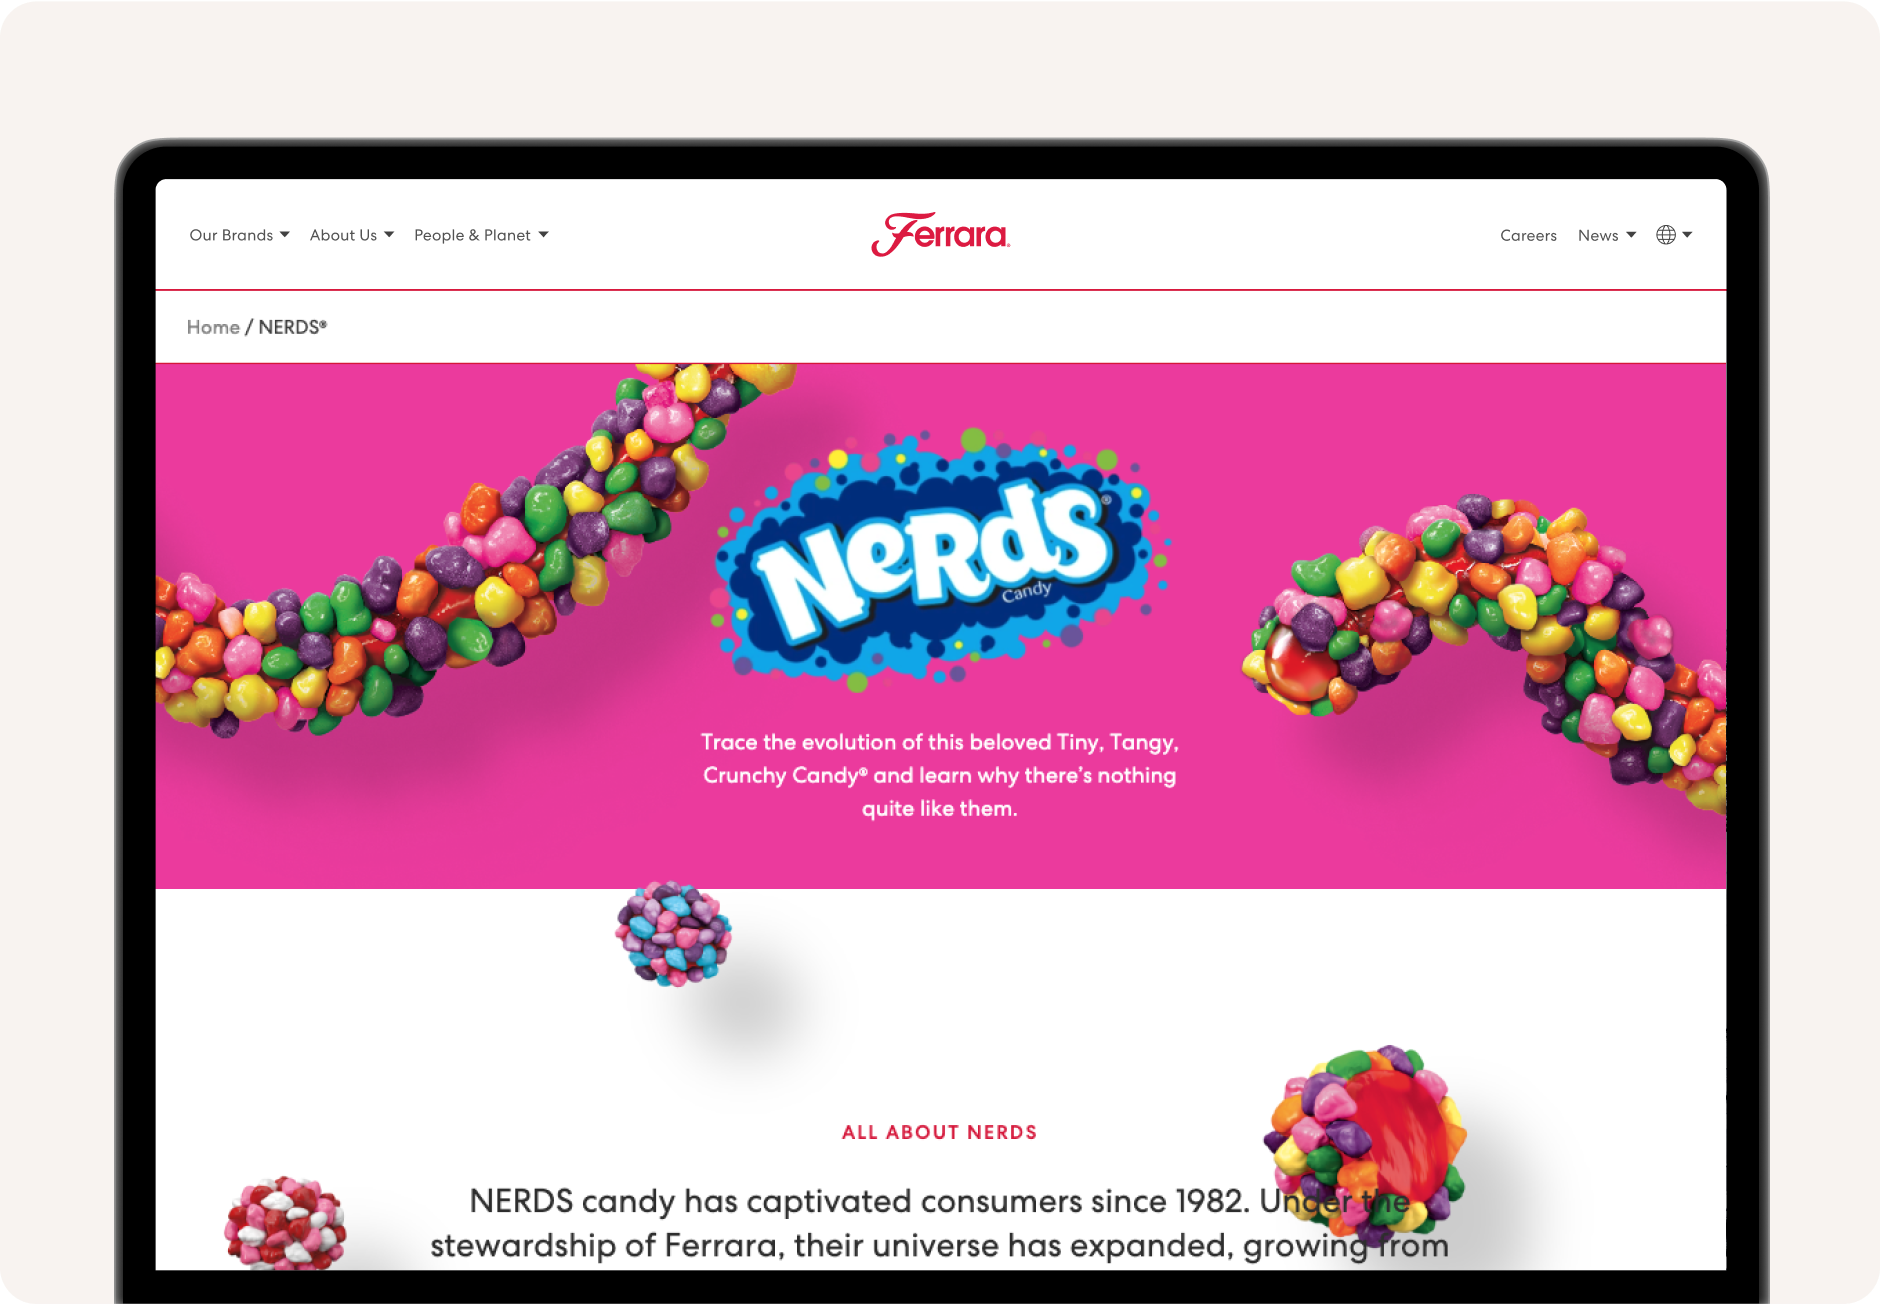 Our Brands About Us People & Planet
Ferrara®
Careers News
Home / NERDS®
NeRdS®
Candy
Trace the evolution of this beloved Tiny, Tangy,
Crunchy Candy® and learn why there's nothing
quite like them.
ALL ABOUT NERDS
NERDS candy has captivated consumers since 1982. Under the
stewardship of Ferrara, their universe has expanded, growing from